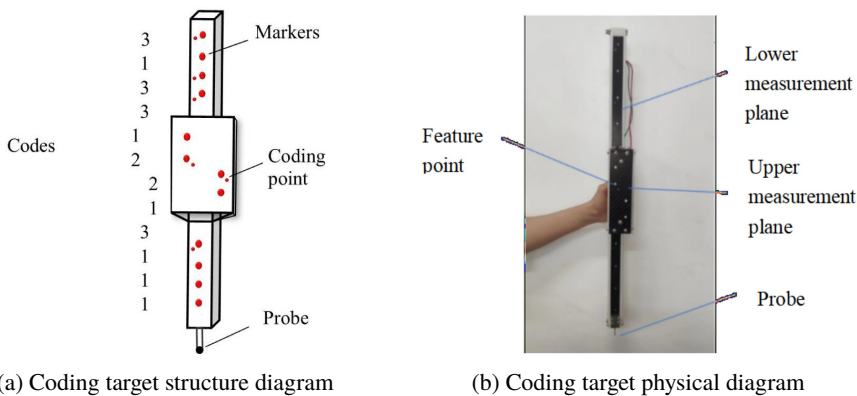 3
1
3
3
1
2
2
1
3
1
1
1
Codes
Markers
Coding
point
Probe
Feature
point
Lower
measurement
plane
Upper
measurement
plane
Probe
(a) Coding target structure diagram
(b) Coding target physical diagram